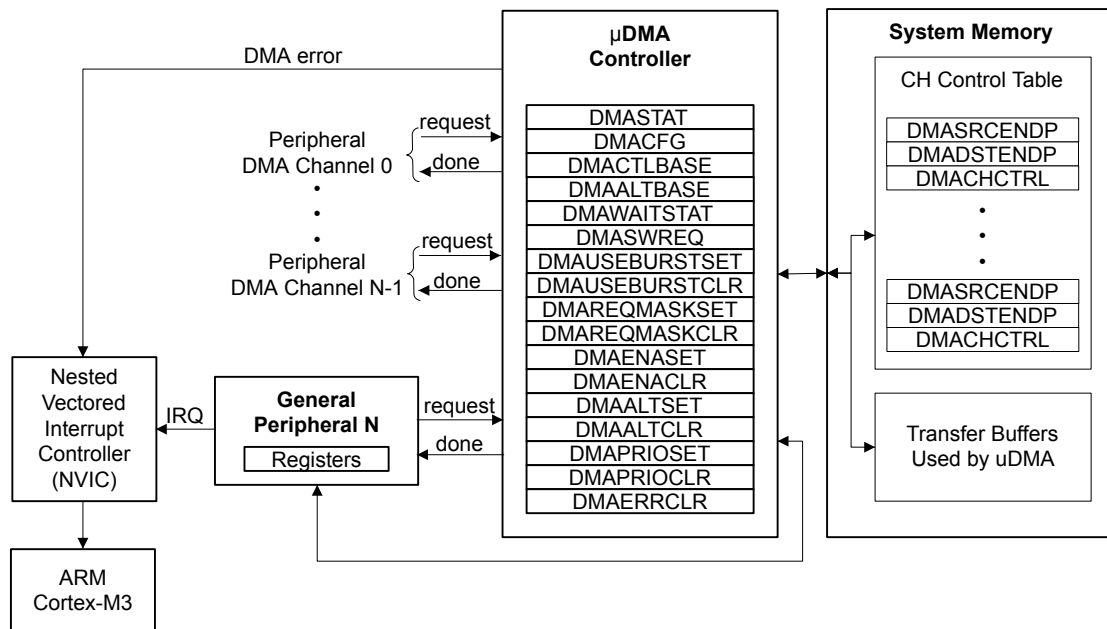 µDMA
Controller
System Memory
DMA error
CH Control Table
request
Peripheral
DMA Channel 0
done
•
•
•
request
Peripheral
DMA Channel N-1
done
DMASTAT
DMACFG
DMACTLBASE
DMAALTBASE
DMAWAITSTAT
DMASWREQ
DMAUSEBURSTSET
DMAUSEBURSTCLR
DMAREQMASKSET
DMAREQMASKCLR
DMAENASET
DMAENACLR
DMAALTSET
DMAALTCLR
DMAPRIOSET
DMAPRIOCLR
DMAERRCLR
DMASRCENDP
DMADSTENDP
DMACHCTRL
•
•
•
DMASRCENDP
DMADSTENDP
DMACHCTRL
Transfer Buffers
Used by uDMA
Nested
Vectored
Interrupt
Controller
(NVIC)
IRQ
General
Peripheral N
Registers
request
done
ARM
Cortex-M3